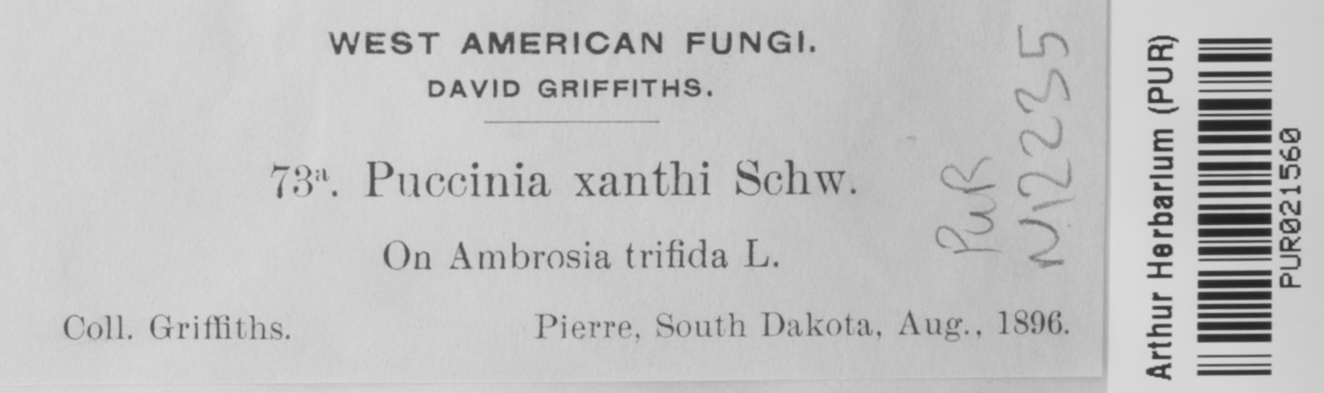 WEST AMERICAN FUNGI.
DAVID GRIFFITHS.
73ª. Puccinia xanthi Schw.
On Ambrosia trifida L.
Coll. Griffiths.
Pierre, South Dakota, Aug., 1896.
PUR
N12235
Arthur Herbarium (PUR)
PUR021560